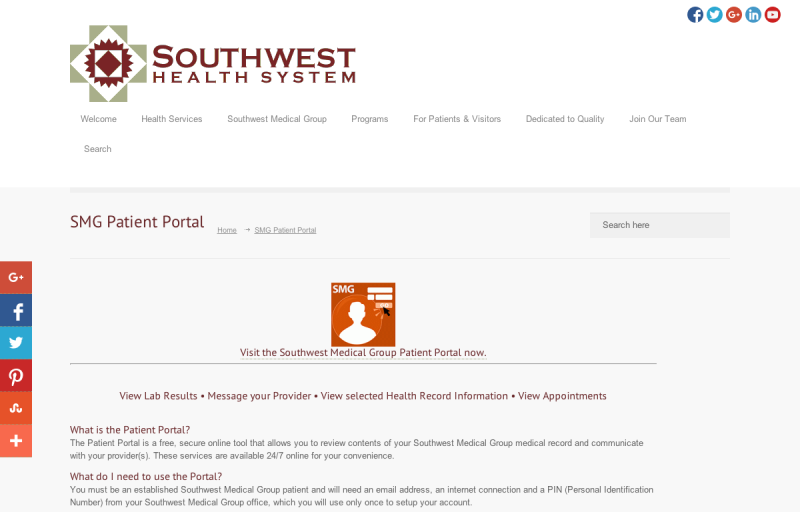 SOUTHWEST
HEALTH SYSTEM
Welcome Health Services Southwest Medical Group Programs For Patients & Visitors Dedicated to Quality Join Our Team
Search
SMG Patient Portal Home → SMG Patient Portal Search here
SMG
Visit the Southwest Medical Group Patient Portal now.
View Lab Results • Message your Provider • View selected Health Record Information • View Appointments
What is the Patient Portal?
The Patient Portal is a free, secure online tool that allows you to review contents of your Southwest Medical Group medical record and communicate
with your provider(s). These services are available 24/7 online for your convenience.
What do I need to use the Portal?
You must be an established Southwest Medical Group patient and will need an email address, an internet connection and a PIN (Personal Identification
Number) from your Southwest Medical Group office, which you will use only once to setup your account.